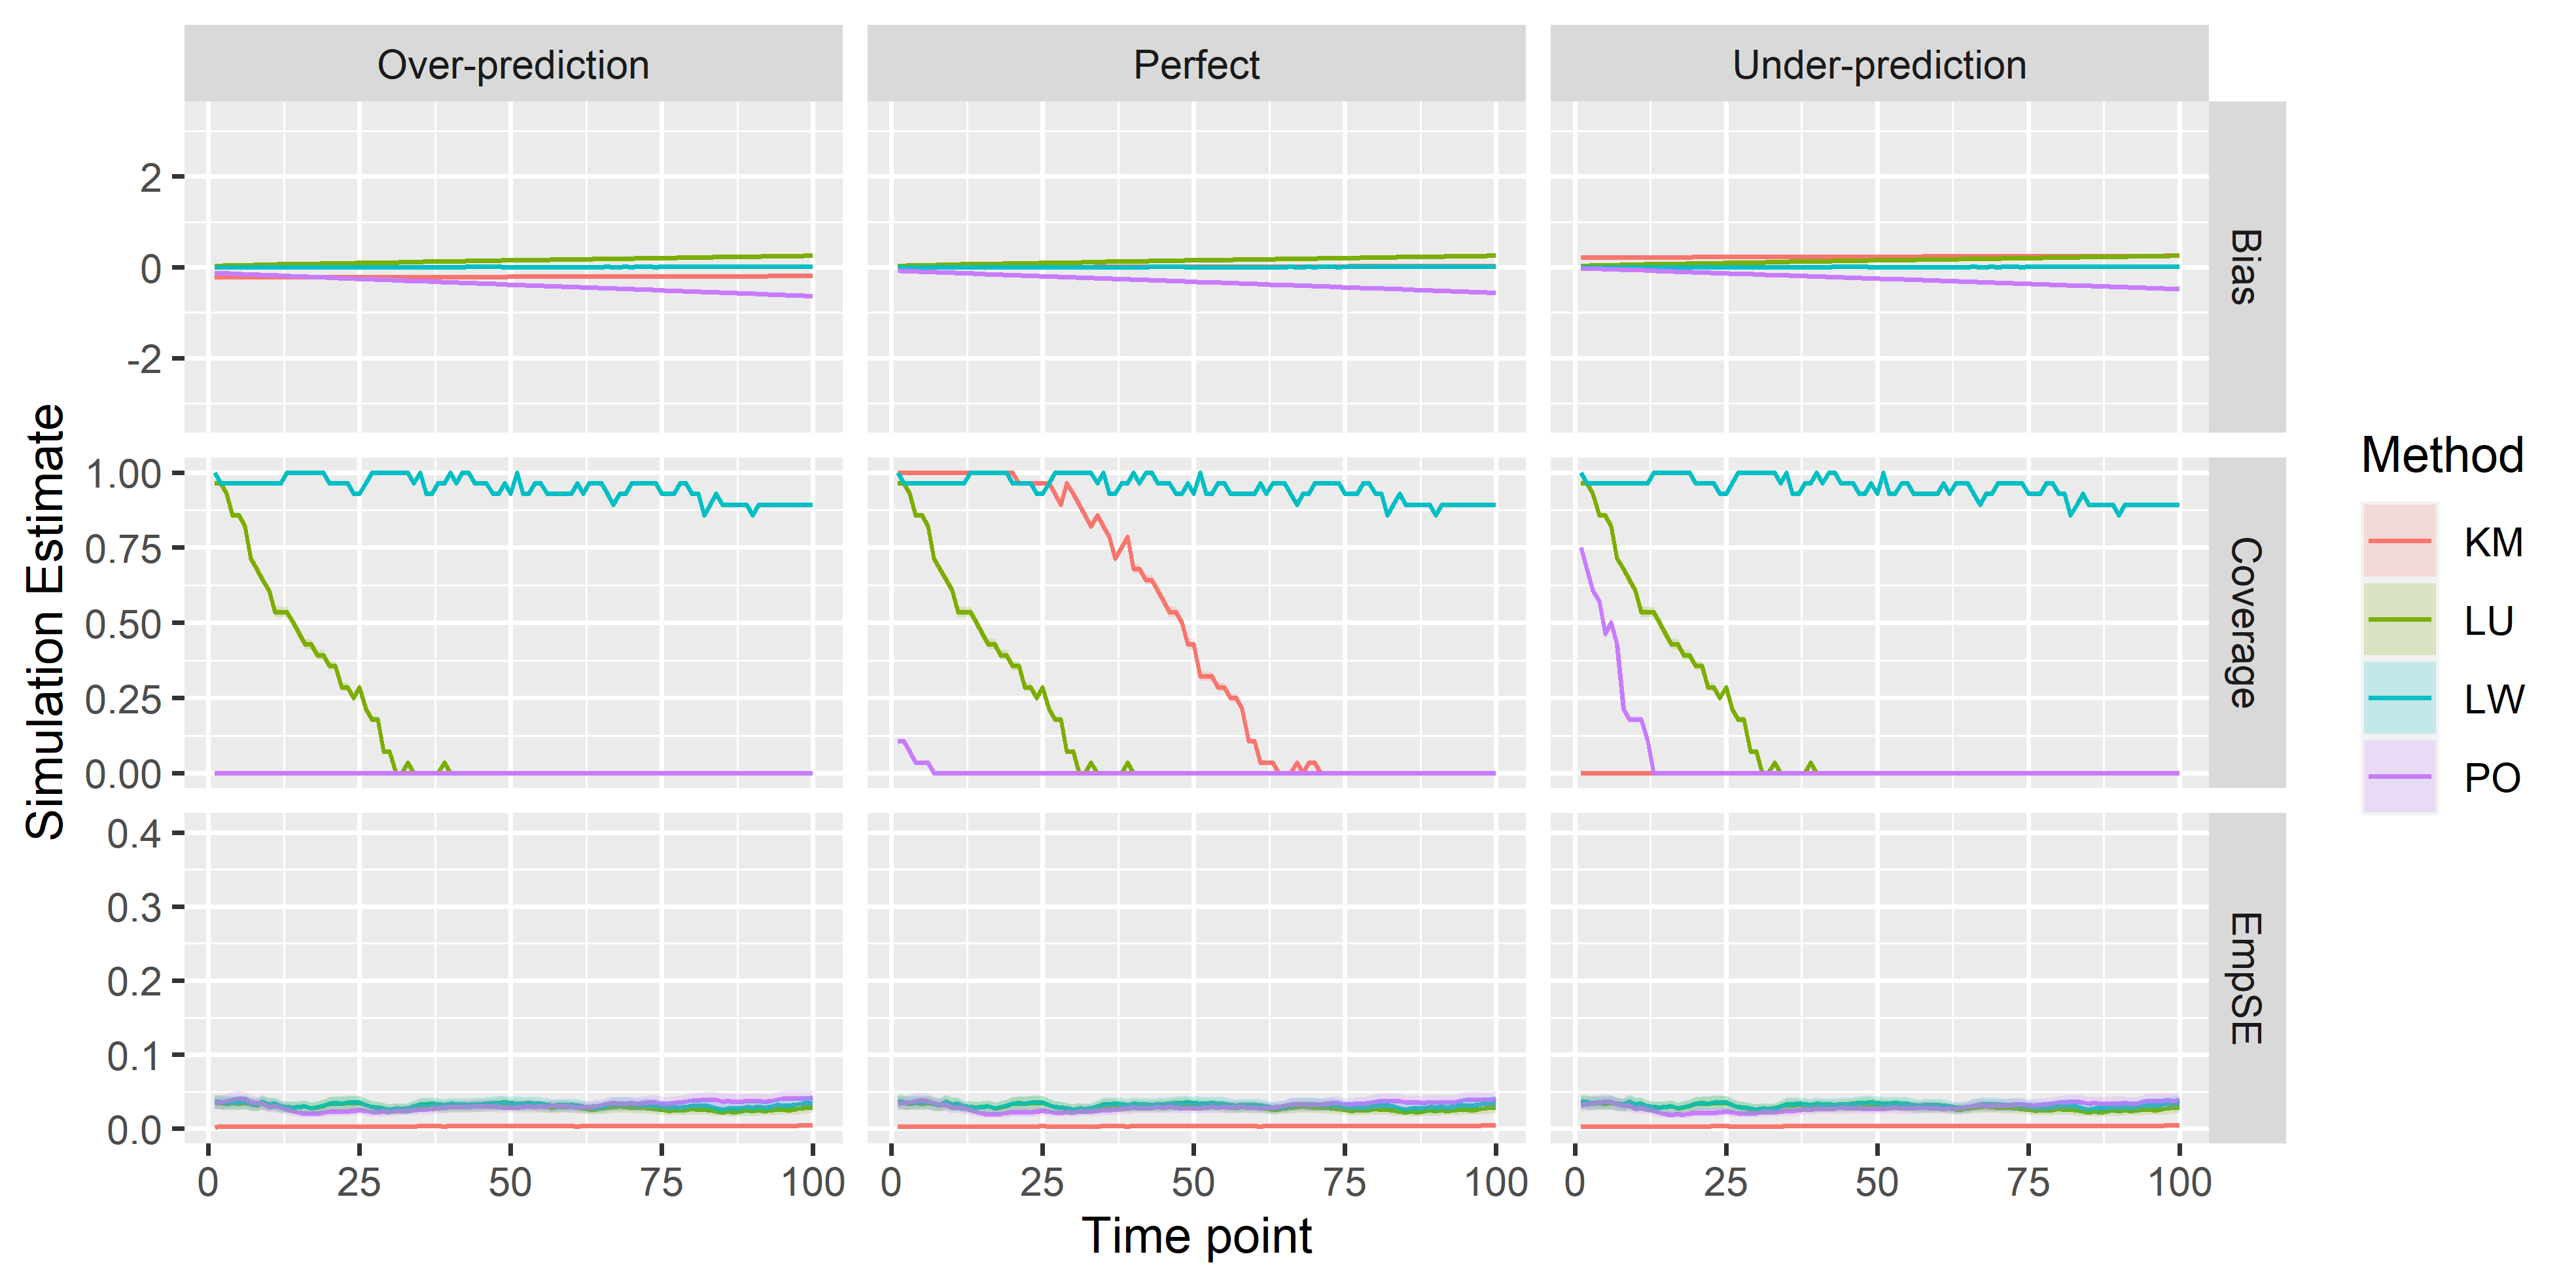 Over-prediction
Perfect
Under-prediction
Simulation Estimate
2
0
-2
Bias
1.00
0.75
0.50
0.25
0.00
Coverage
0.4
0.3
0.2
0.1
0.0
EmpSE
0 25 50 75 100
0 25 50 75 100
0 25 50 75 100
Time point
Method
KM
LU
LW
PO